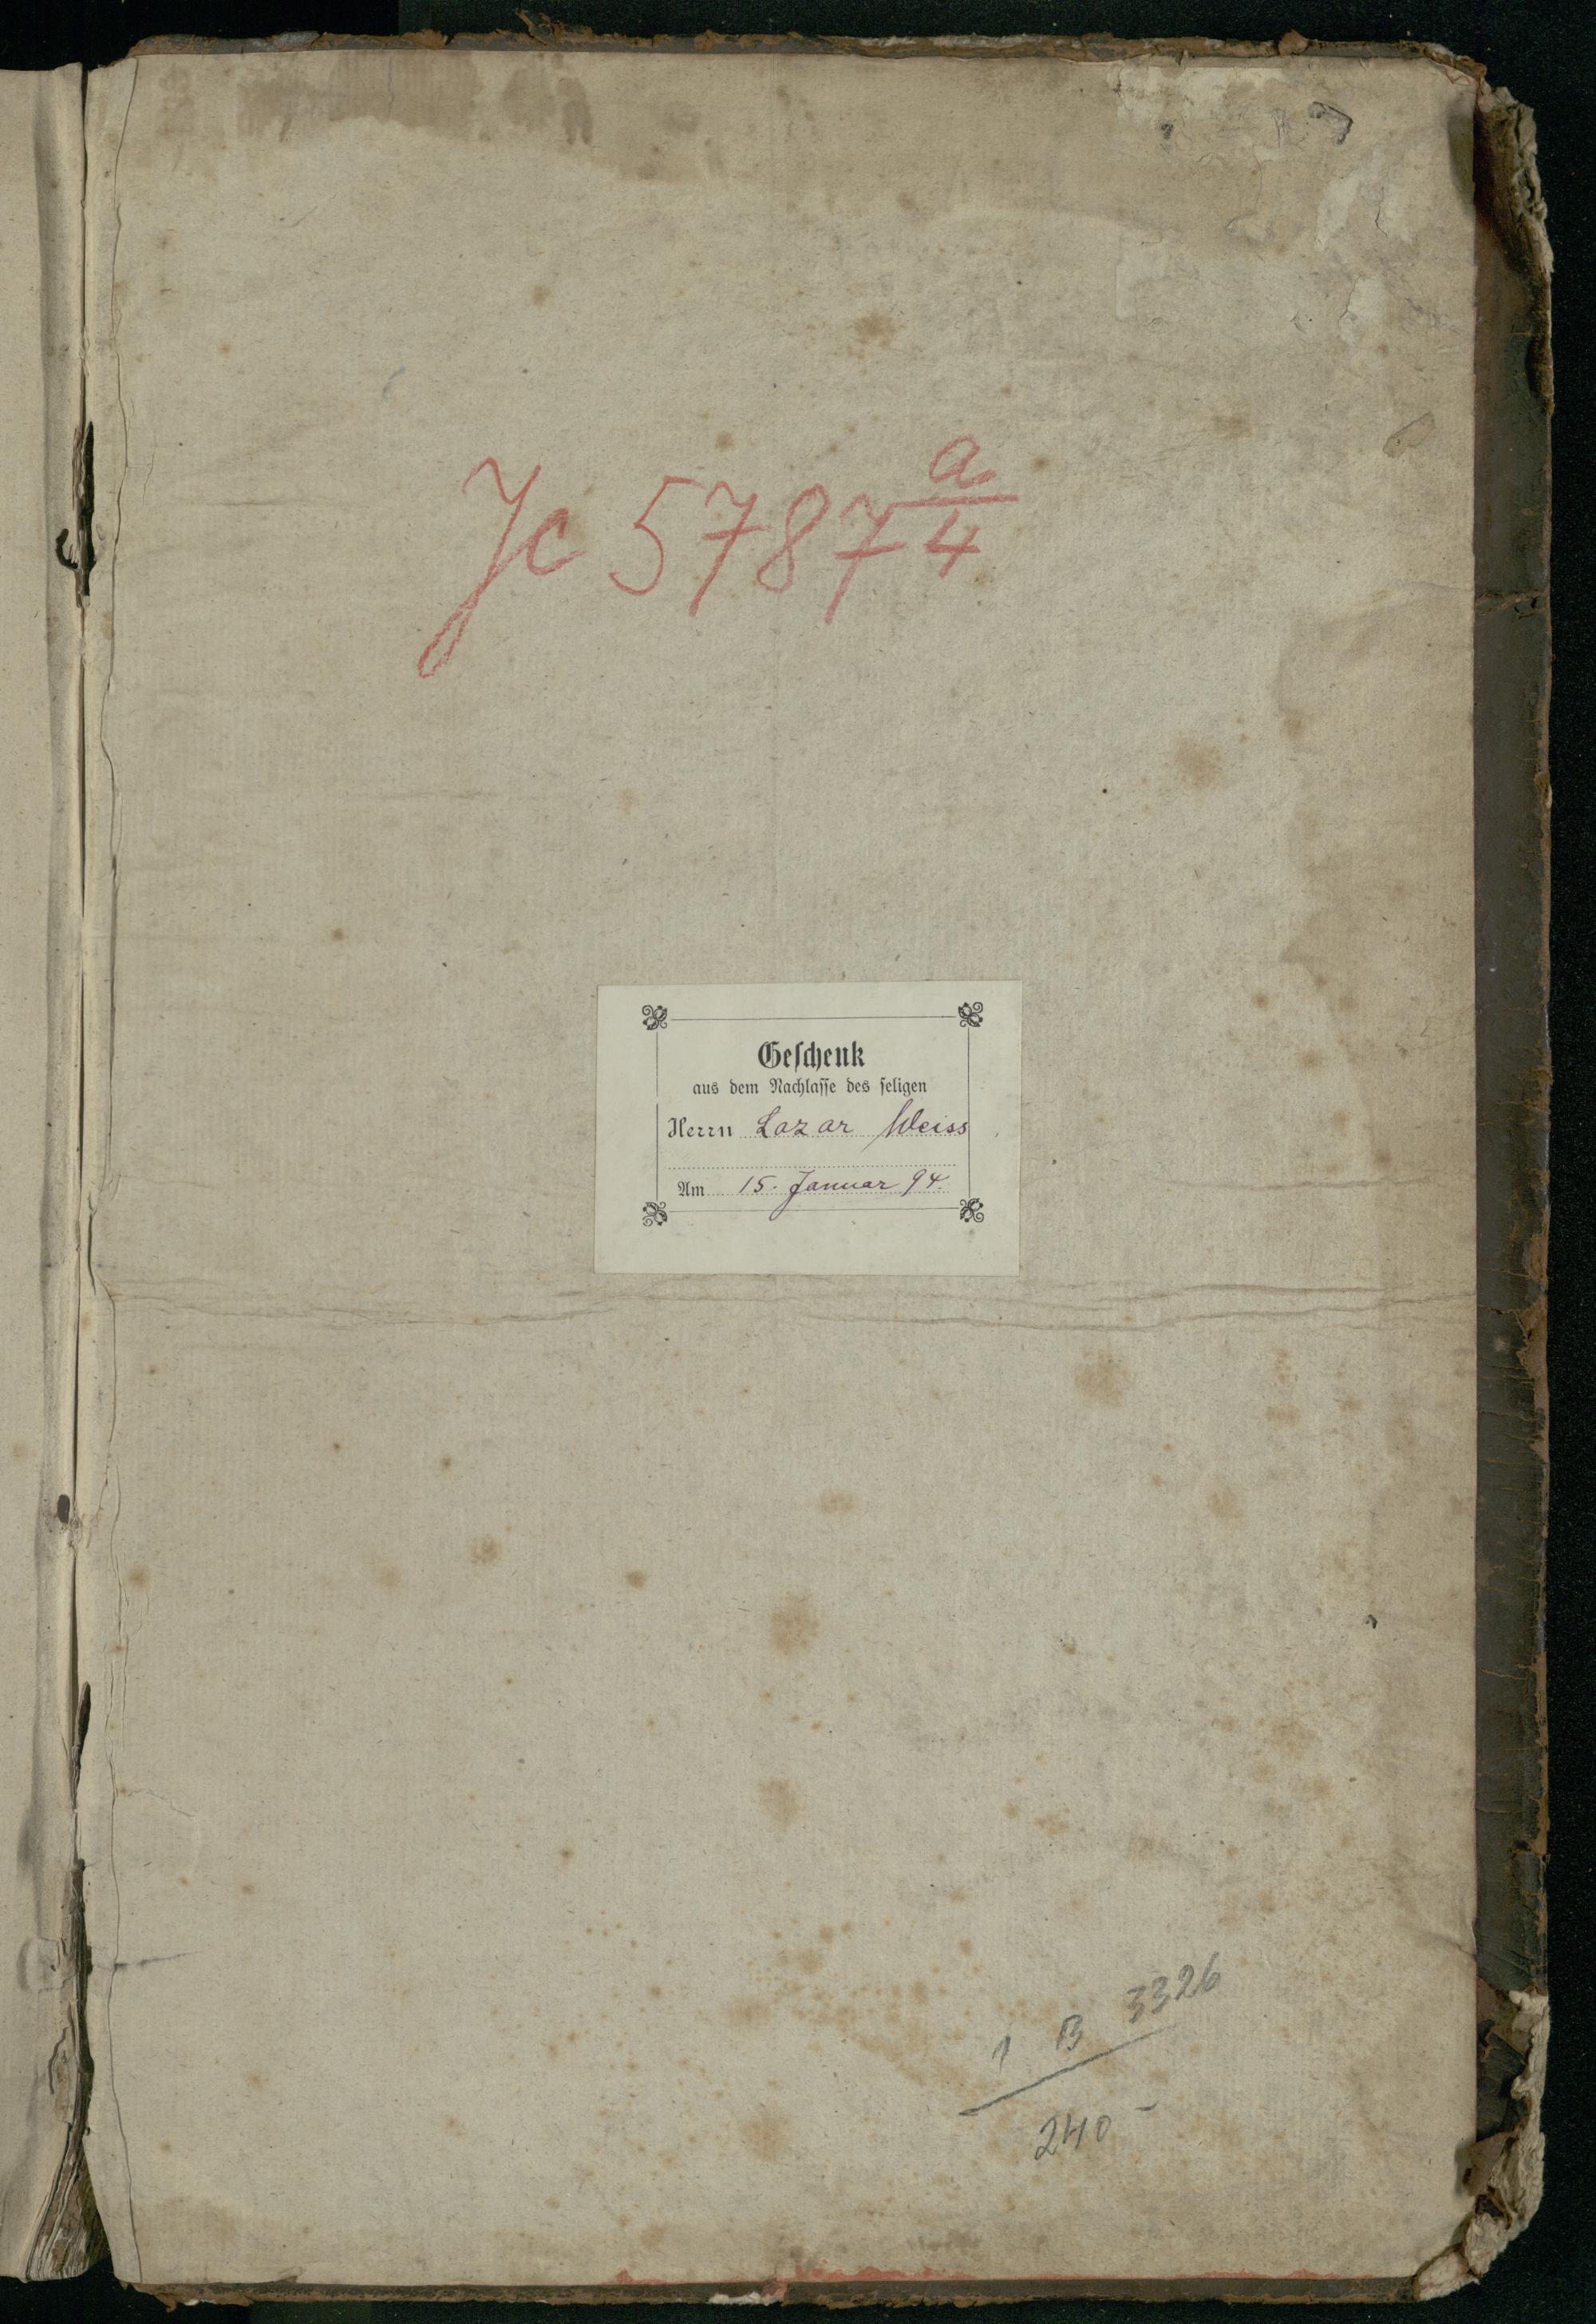 Jc 5787 a/4
Geschenk
aus dem Nachlasse des seligen
Herrn Lazar Weiss
Am 15. Januar 94.
1 B 3326
240 -